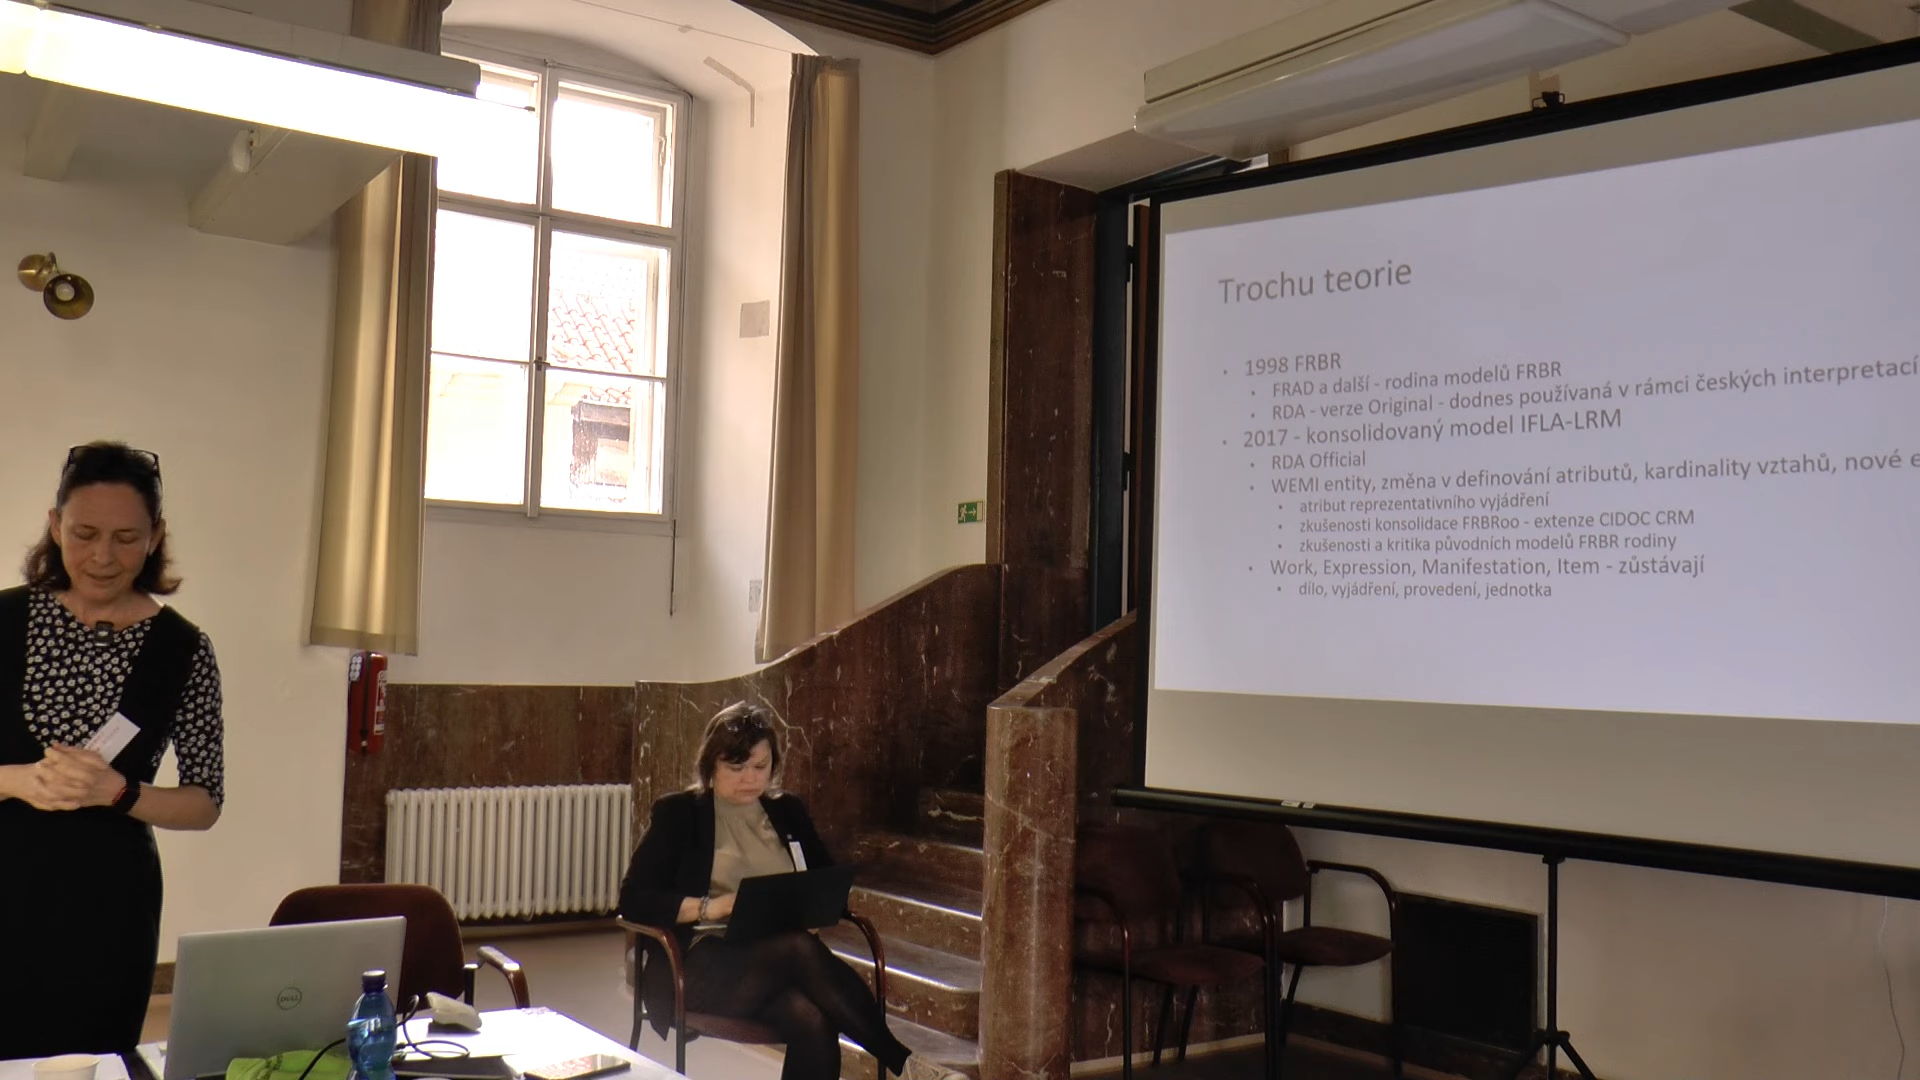 Trochu teorie
1998 FRBR
FRAD a další - rodina modelů FRBR
RDA - verze Original - dodnes používaná v rámci českých interpretací
2017 - konsolidovaný model IFLA-LRM
RDA Official
WEMI entity, změna v definování atributů, kardinality vztahů, nové e
atribut reprezentativního vyjádření
zkušenosti konsolidace FRBRoo - extenze CIDOC CRM
zkušenosti a kritika původních modelů FRBR rodiny
Work, Expression, Manifestation, Item - zůstávají
dílo, vyjádření, provedení, jednotka
DELL